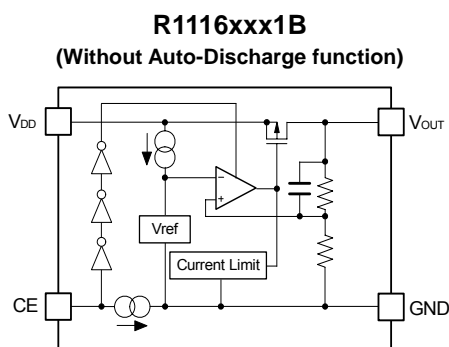 R1116xxx1B
(Without Auto-Discharge function)
VDD
VOUT
−
+
Vref
Current Limit
CE
GND